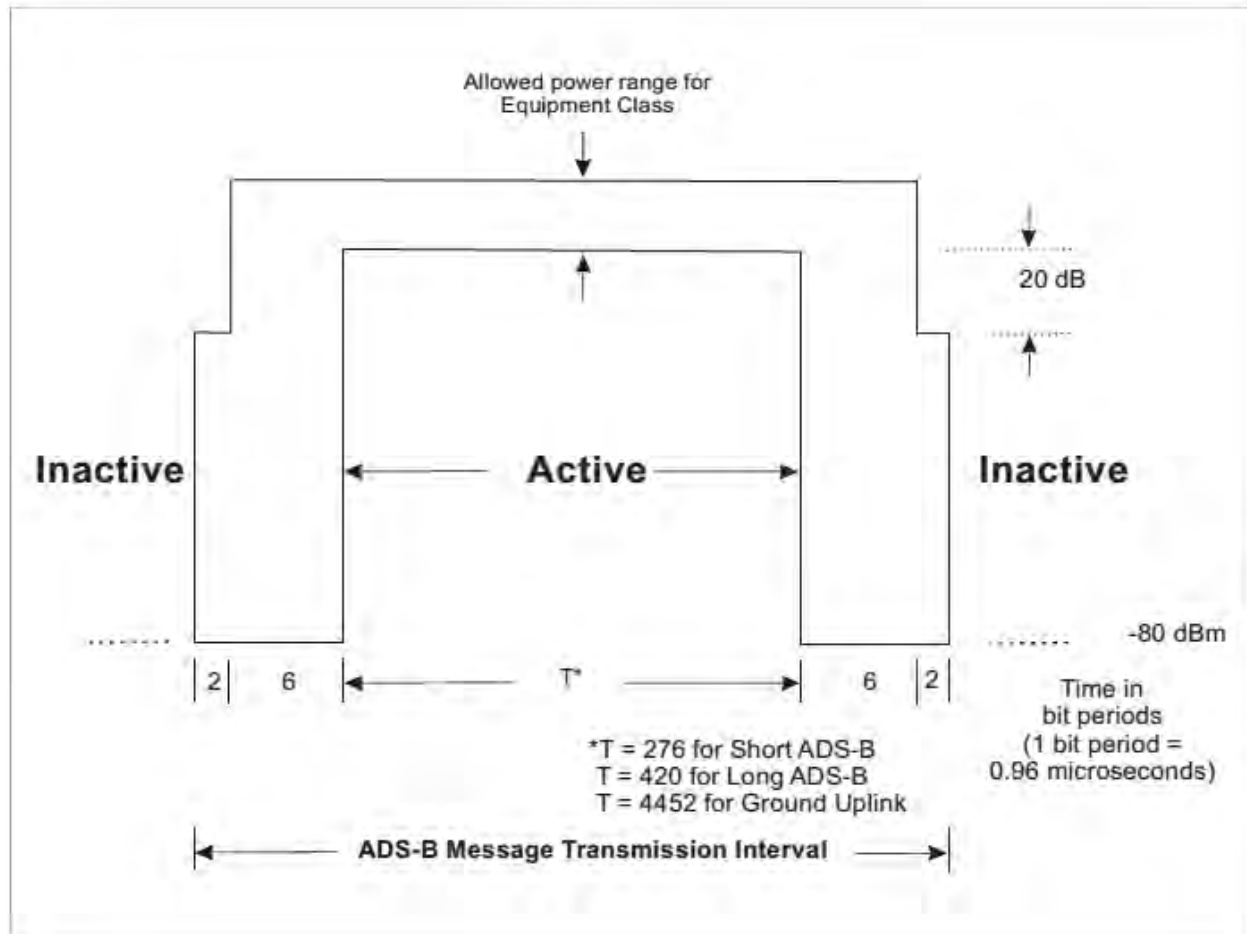 Allowed power range for
Equipment Class
20 dB
Inactive
Active
Inactive
-80 dBm
2
6
T*
6
2
Time in
bit periods
(1 bit period =
0.96 microseconds)
*T = 276 for Short ADS-B
T = 420 for Long ADS-B
T = 4452 for Ground Uplink
ADS-B Message Transmission Interval